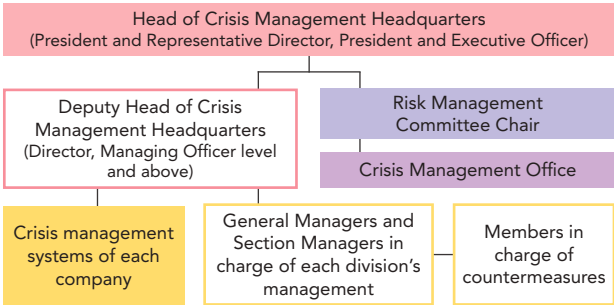 Head of Crisis Management Headquarters
(President and Representative Director, President and Executive Officer)
Deputy Head of Crisis
Management Headquarters
(Director, Managing Officer level
and above)
Risk Management
Committee Chair
Crisis Management Office
Crisis management
systems of each
company
General Managers and
Section Managers in
charge of each division's
management
Members in
charge of
countermeasures